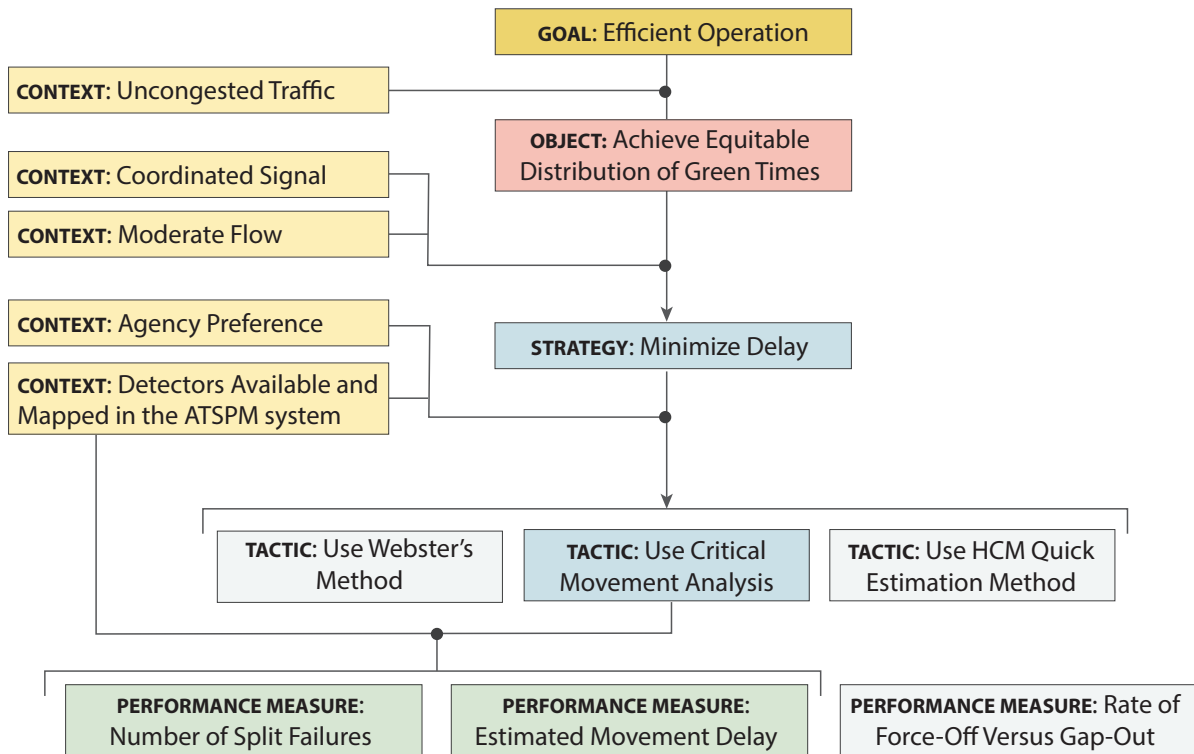 GOAL: Efficient Operation
CONTEXT: Uncongested Traffic
OBJECT: Achieve Equitable
Distribution of Green Times
CONTEXT: Coordinated Signal
CONTEXT: Moderate Flow
CONTEXT: Agency Preference
STRATEGY: Minimize Delay
CONTEXT: Detectors Available and
Mapped in the ATSPM system
TACTIC: Use Webster’s
Method
TACTIC: Use Critical
Movement Analysis
TACTIC: Use HCM Quick
Estimation Method
PERFORMANCE MEASURE:
Number of Split Failures
PERFORMANCE MEASURE:
Estimated Movement Delay
PERFORMANCE MEASURE: Rate of
Force-Off Versus Gap-Out